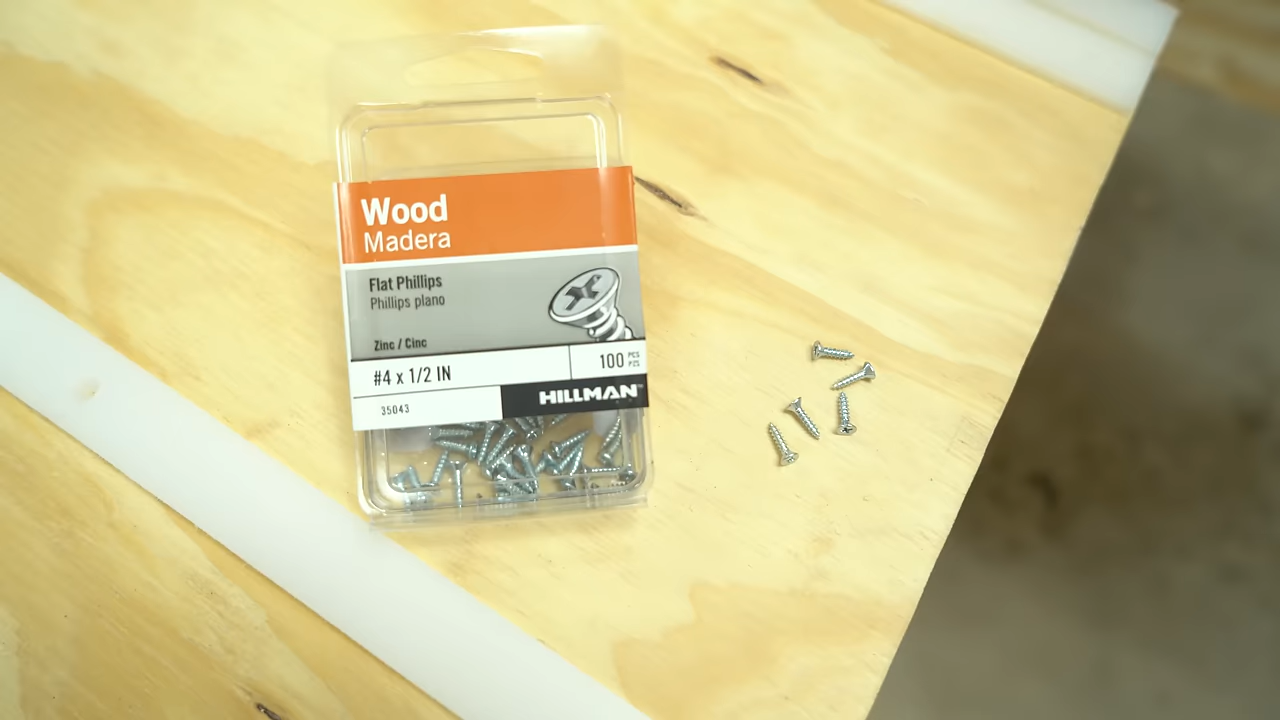 Wood
Madera
Flat Phillips
Phillips plano
Zinc / Cinc
#4 x 1/2 IN
100 PCS
PZS
35043
HILLMAN